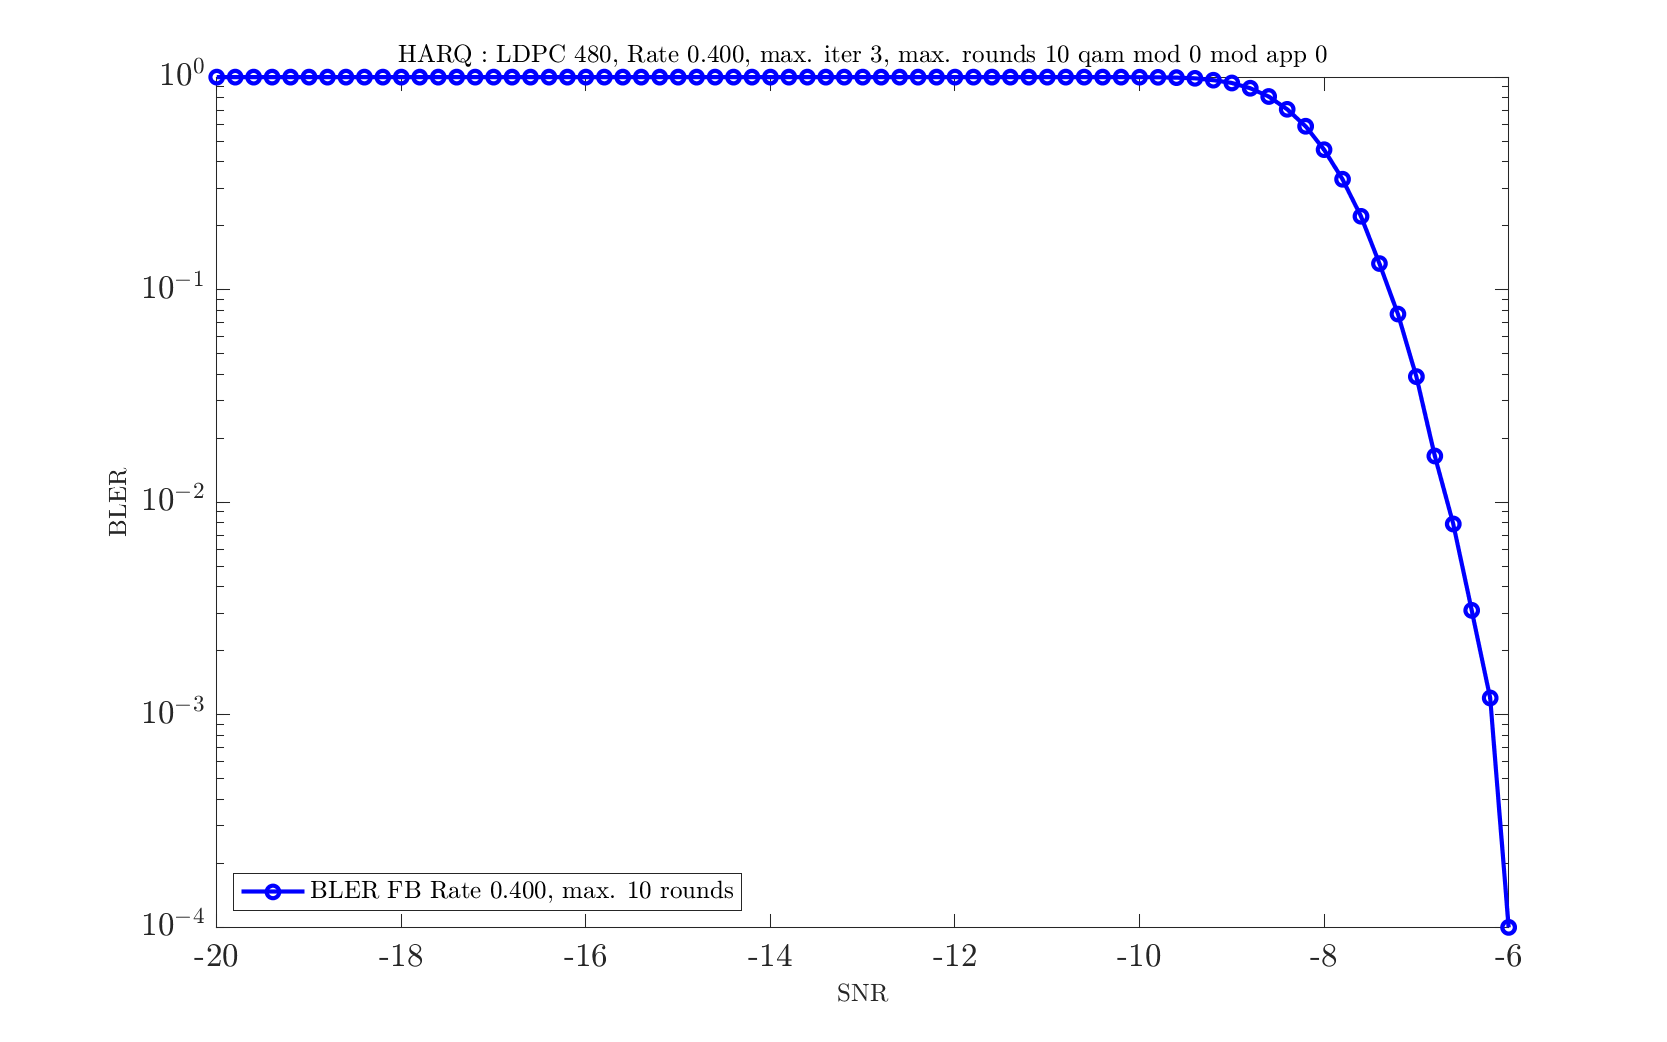 HARQ : LDPC 480, Rate 0.400, max. iter 3, max. rounds 10 qam mod 0 mod app 0
10^0
10^{-1}
10^{-2}
10^{-3}
10^{-4}
BLER
BLER FB Rate 0.400, max. 10 rounds
-20 -18 -16 -14 -12 -10 -8 -6
SNR